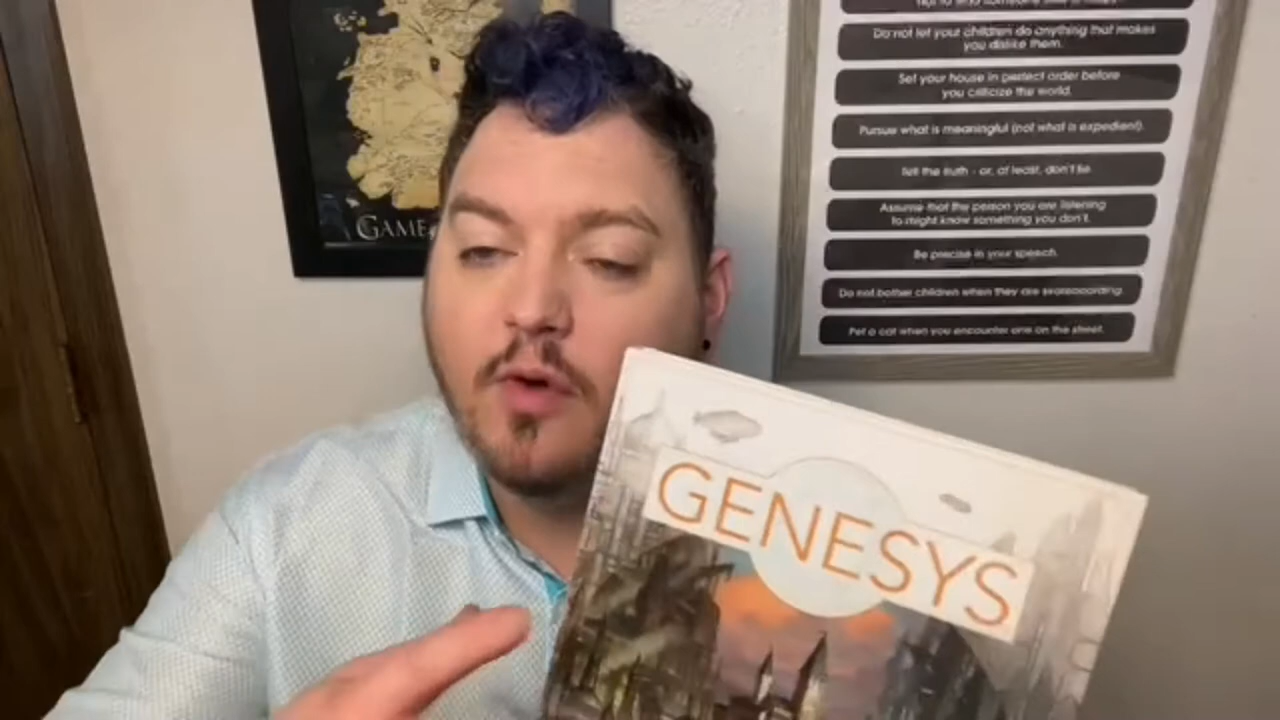 Do not let your children do anything that makes
you dislike them.
Set your house in perfect order before
you criticize the world.
Pursue what is meaningful (not what is expedient).
Tell the truth - or, at least, don't lie.
Assume that the person you are listening
to might know something you don't.
Be precise in your speech.
Do not bother children when they are skateboarding.
Pet a cat when you encounter one on the street.
GAME
GENESYS